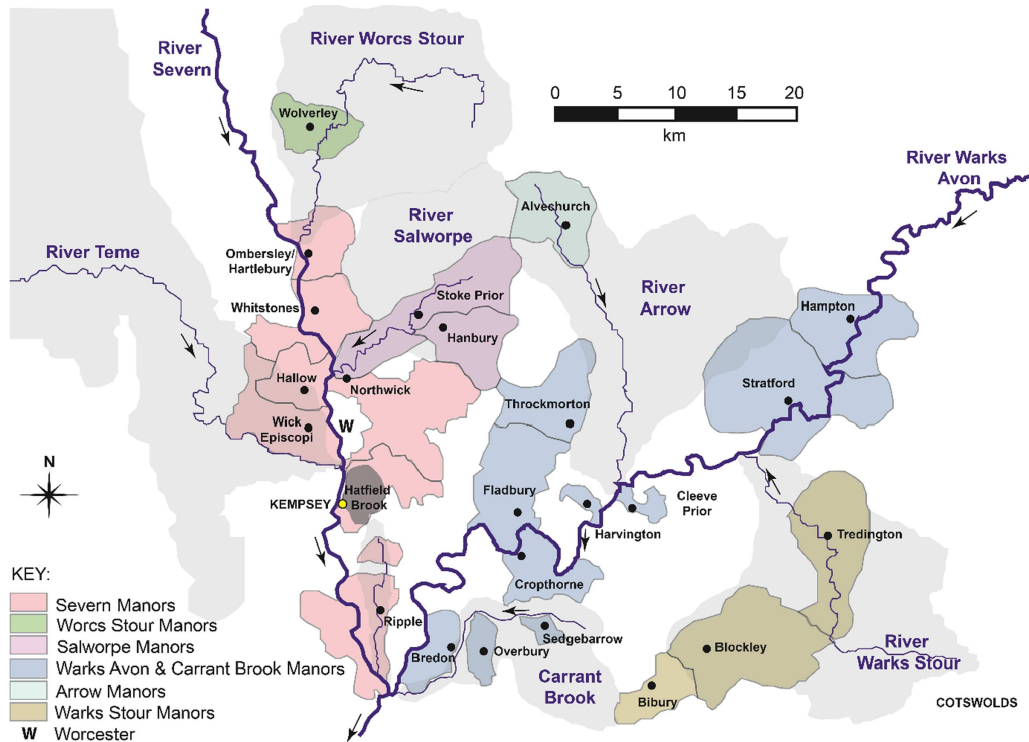 River
Severn
River Worcs Stour
0 5 10 15 20
km
Wolverley
River Warks
Avon
Alvechurch
River
Salworpe
River Teme
Ombersley/
Hartlebury
Stoke Prior
River
Arrow
Whitstones
Hampton
Hanbury
Hallow
Northwick
Stratford
Throckmorton
Wick
Episcopi
W
N
Hatfield
Brook
KEMPSEY
Fladbury
Cleeve
Prior
Harvington
Tredington
Cropthorne
KEY:
Severn Manors
Worcs Stour Manors
Salworpe Manors
Warks Avon & Carrant Brook Manors
Arrow Manors
Warks Stour Manors
W Worcester
Ripple
Bredon
Overbury
Sedgebarrow
Carrant
Brook
Blockley
Bibury
River
Warks Stour
COTSWOLDS